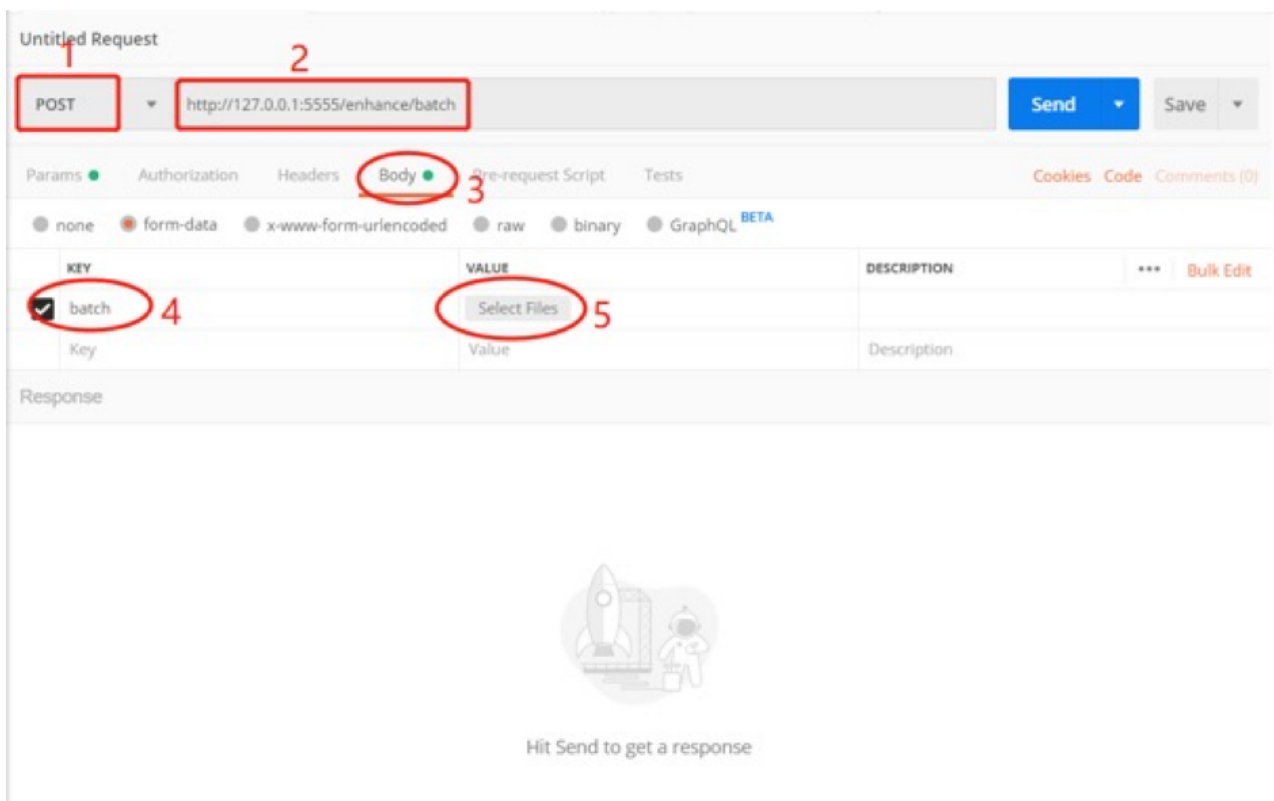 Untitled Request
1
2
POST http://127.0.0.1:5555/enhance/batch Send Save
Params Authorization Headers Body Pre-request Script Tests Cookies Code Comments (0)
3
none form-data x-www-form-urlencoded raw binary GraphQL BETA
KEY VALUE DESCRIPTION ••• Bulk Edit
batch 4 Select Files 5
Key Value Description
Response
Hit Send to get a response